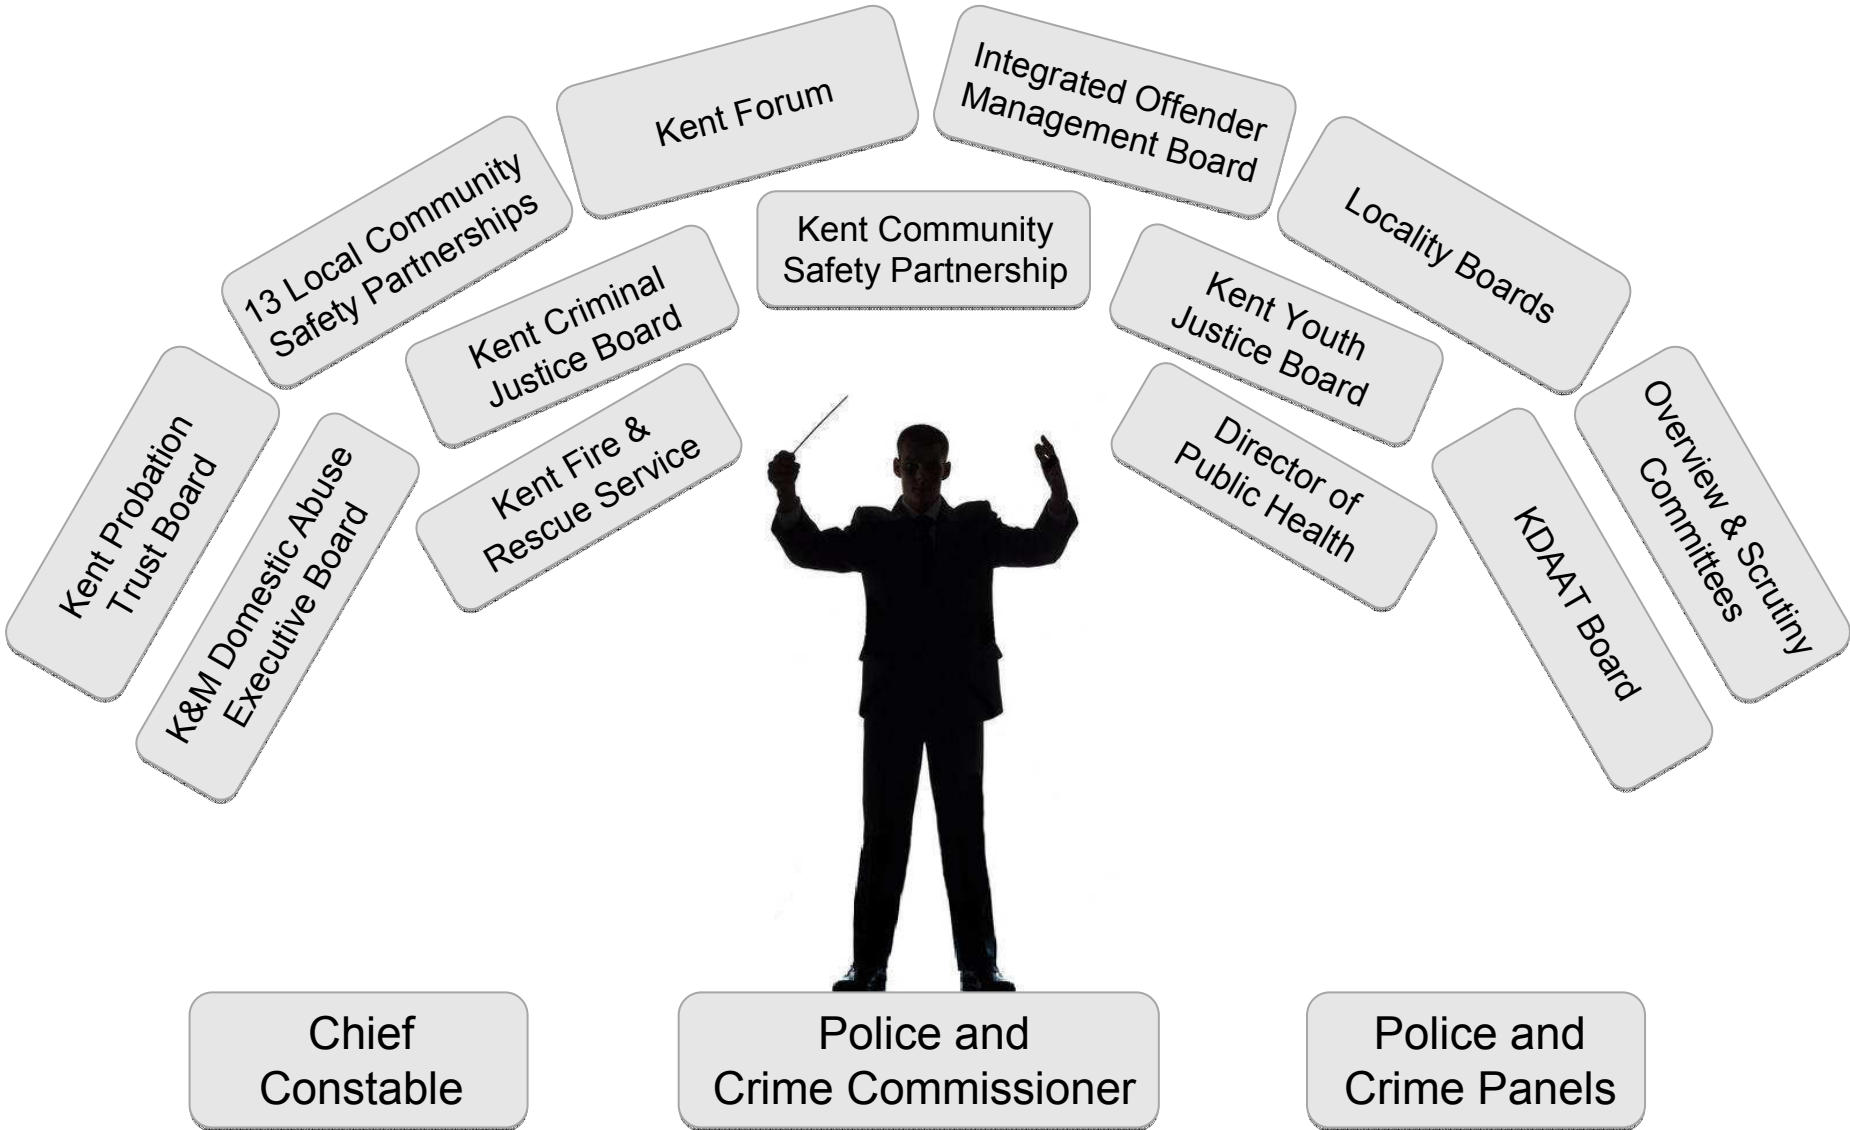 Kent Forum
Integrated Offender
Management Board
13 Local Community
Safety Partnerships
Kent Community
Safety Partnership
Locality Boards
Kent Criminal
Justice Board
Kent Youth
Justice Board
Kent Probation
Trust Board
K&M Domestic Abuse
Executive Board
Kent Fire &
Rescue Service
Director of
Public Health
KDAAT Board
Overview & Scrutiny
Committees
Chief
Constable
Police and
Crime Commissioner
Police and
Crime Panels